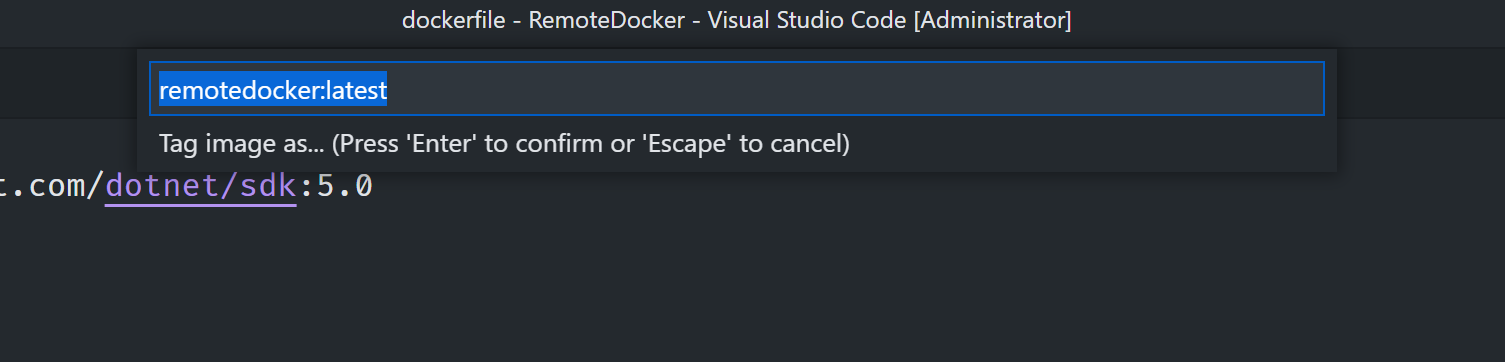 dockerfile - RemoteDocker - Visual Studio Code [Administrator]
remotedocker:latest
Tag image as... (Press 'Enter' to confirm or 'Escape' to cancel)
t.com/dotnet/sdk:5.0